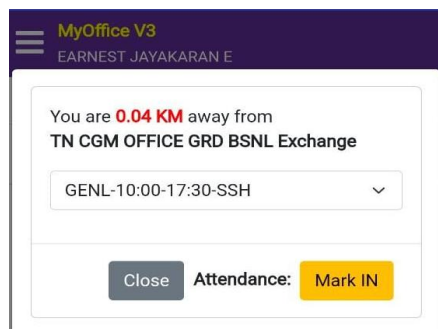 MyOffice V3
EARNEST JAYAKARAN E
You are 0.04 KM away from
TN CGM OFFICE GRD BSNL Exchange
GENL-10:00-17:30-SSH
Close Attendance: Mark IN